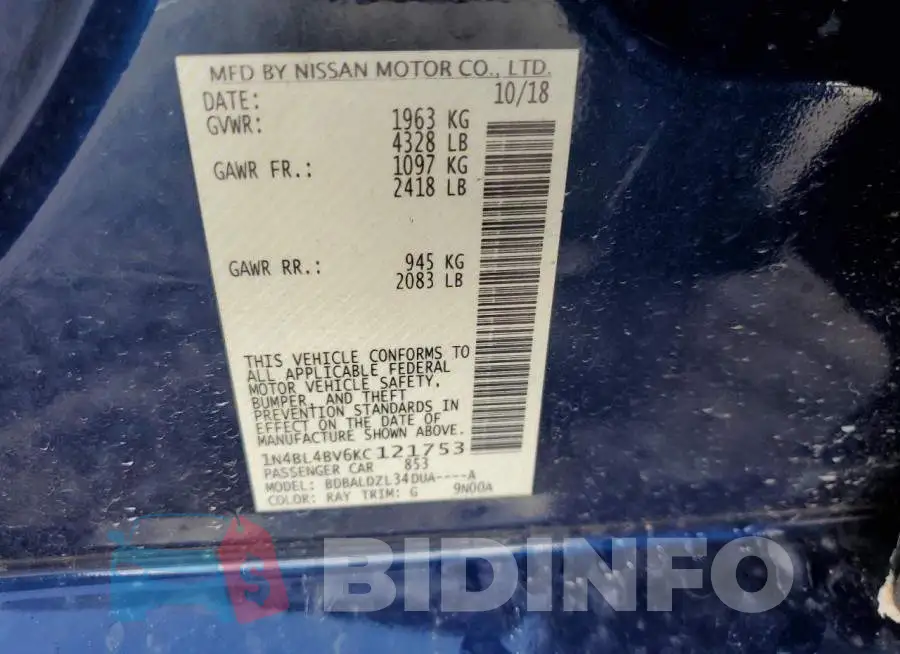 MFD BY NISSAN MOTOR CO., LTD.
DATE: 10/18
GVWR: 1963 KG
4328 LB
GAWR FR.: 1097 KG
2418 LB
GAWR RR.: 945 KG
2083 LB
THIS VEHICLE CONFORMS TO
ALL APPLICABLE FEDERAL
MOTOR VEHICLE SAFETY,
BUMPER, AND THEFT
PREVENTION STANDARDS IN
EFFECT ON THE DATE OF
MANUFACTURE SHOWN ABOVE.
1N4BL4BV6KC121753
PASSENGER CAR 853
MODEL: BDBALDZL34DUA----A
COLOR: RAY TRIM: G 9N00A
BIDINFO